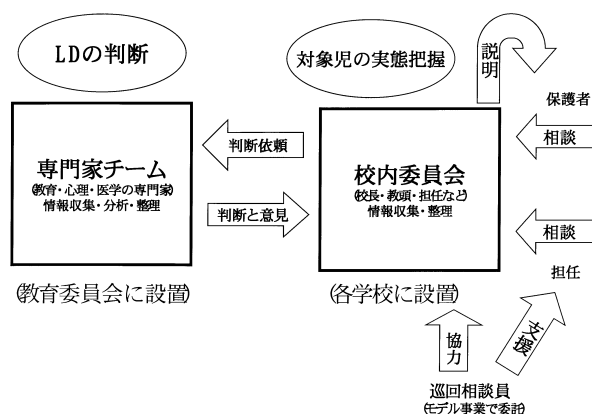 LDの判断
対象児の実態把握
説明
保護者
判断依頼
相談
専門家チーム
(教育・心理・医学の専門家)
情報収集・分析・整理
校内委員会
(校長・教頭・担任など)
情報収集・整理
判断と意見
相談
担任
(教育委員会に設置)
(各学校に設置)
協力
支援
巡回相談員
(モデル事業で委託)